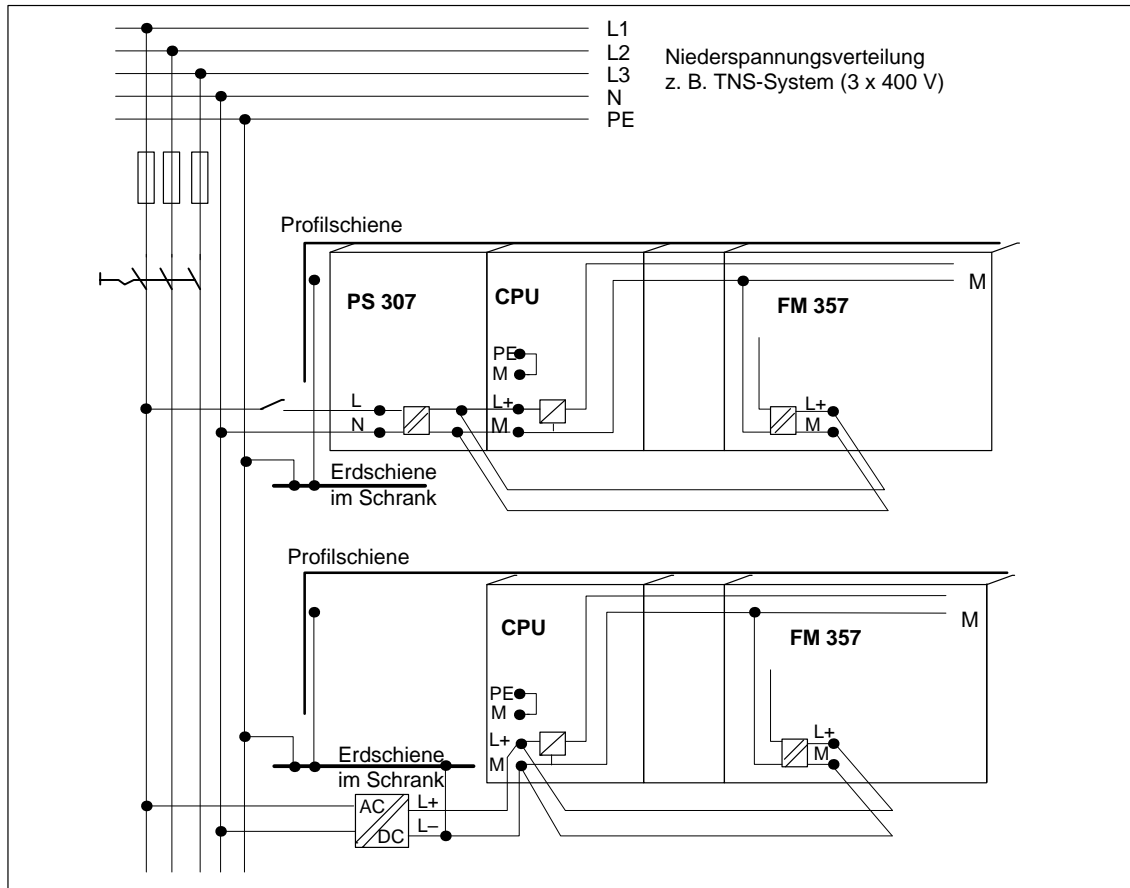 L1
L2
L3
N
PE
Niederspannungsverteilung
z. B. TNS-System (3 x 400 V)
Profilschiene
PS 307
CPU
FM 357
M
PE
M
L
N
L+
M
L+
M
Erdschiene
im Schrank
Profilschiene
CPU
FM 357
M
PE
M
L+
M
L+
M
Erdschiene
im Schrank
AC
DC
L+
L–